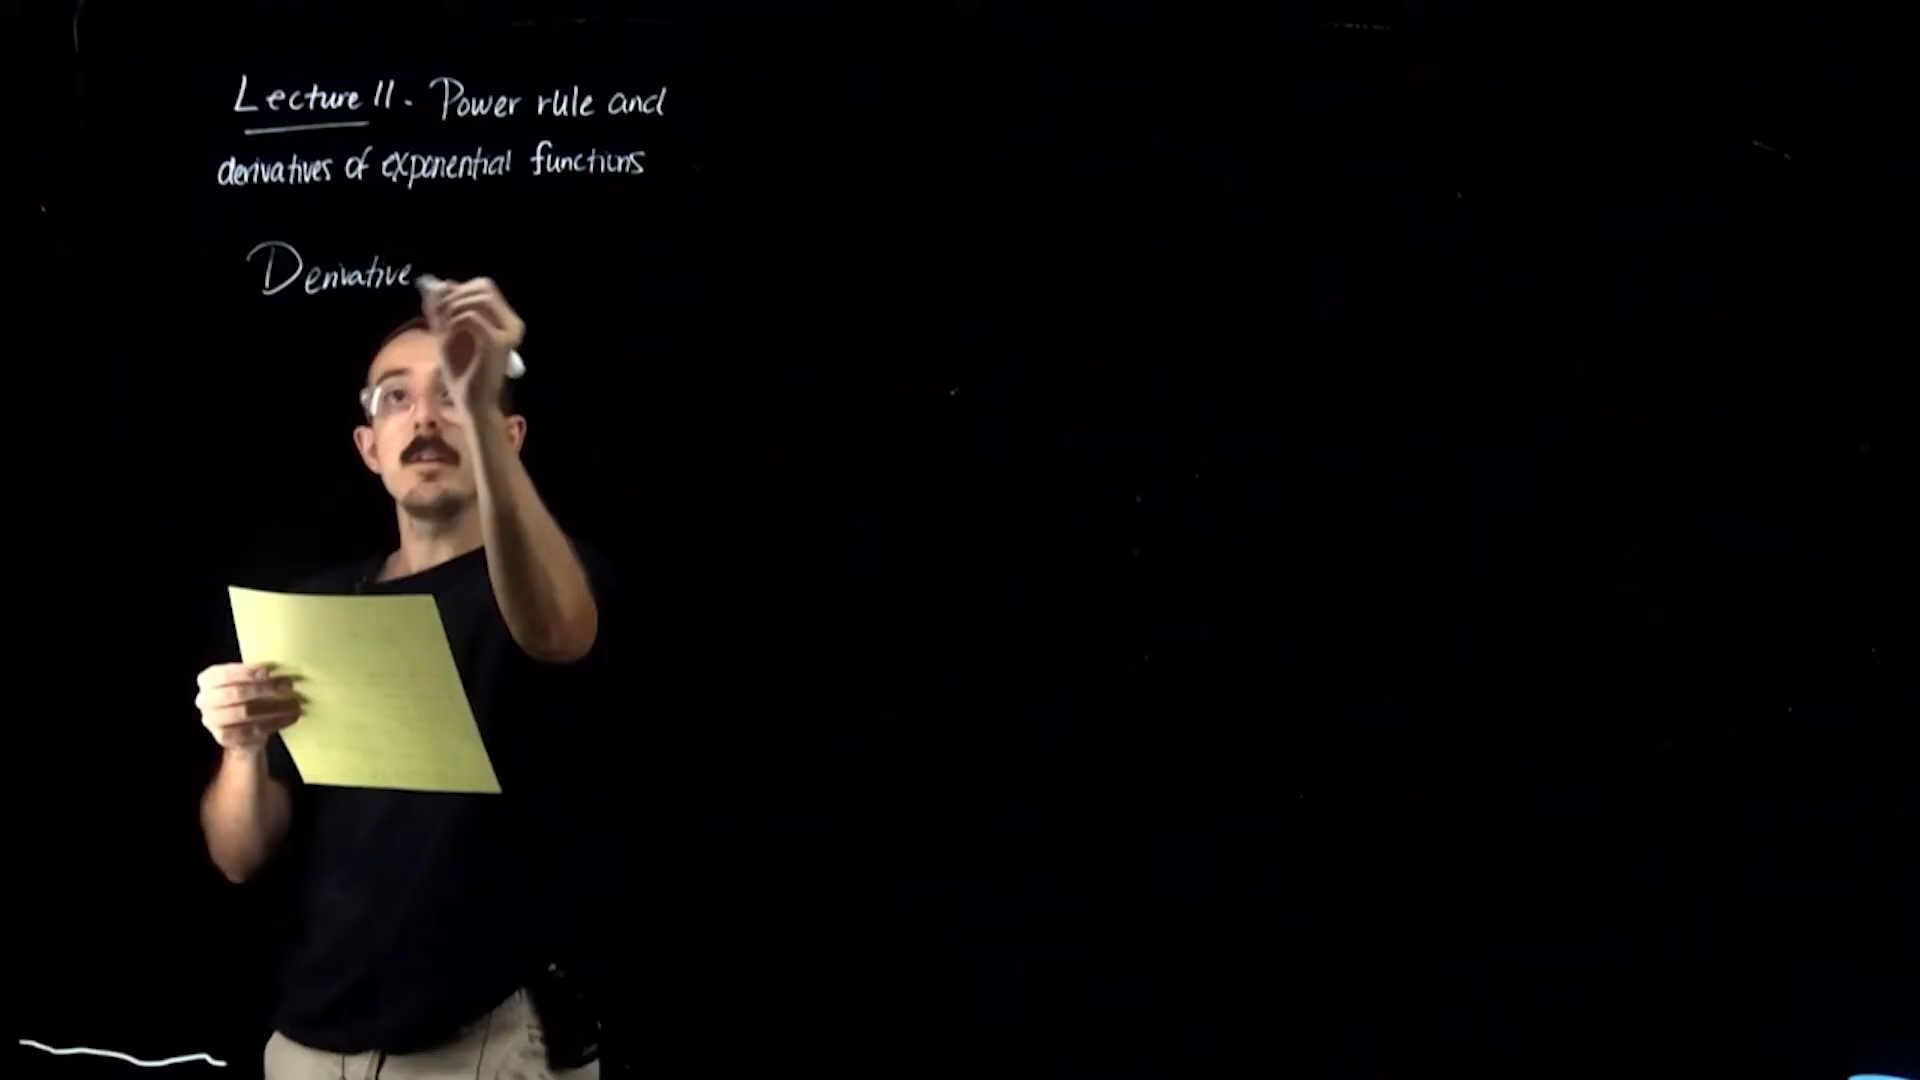 Lecture 11. Power rule and
derivatives of exponential functions
Derivative